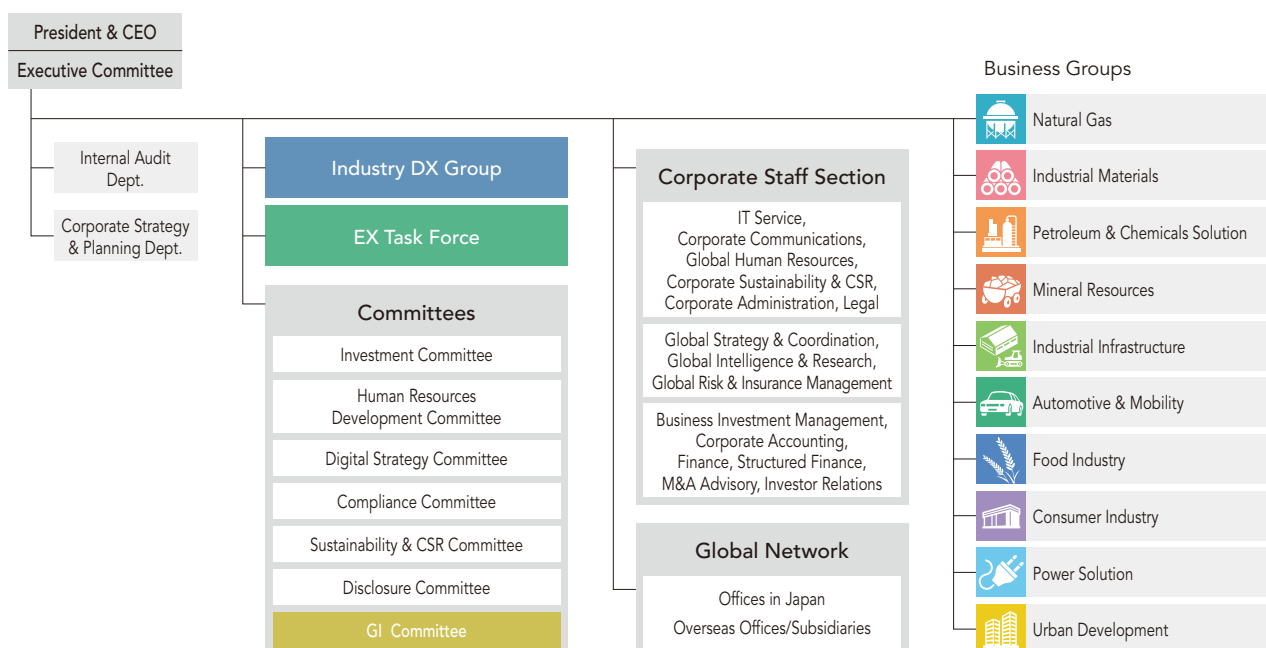 President & CEO
Executive Committee
Internal Audit
Dept.
Corporate Strategy
& Planning Dept.
Industry DX Group
EX Task Force
Committees
Investment Committee
Human Resources
Development Committee
Digital Strategy Committee
Compliance Committee
Sustainability & CSR Committee
Disclosure Committee
GI Committee
Corporate Staff Section
IT Service,
Corporate Communications,
Global Human Resources,
Corporate Sustainability & CSR,
Corporate Administration, Legal
Global Strategy & Coordination,
Global Intelligence & Research,
Global Risk & Insurance Management
Business Investment Management,
Corporate Accounting,
Finance, Structured Finance,
M&A Advisory, Investor Relations
Global Network
Offices in Japan
Overseas Offices/Subsidiaries
Business Groups
Natural Gas
Industrial Materials
Petroleum & Chemicals Solution
Mineral Resources
Industrial Infrastructure
Automotive & Mobility
Food Industry
Consumer Industry
Power Solution
Urban Development